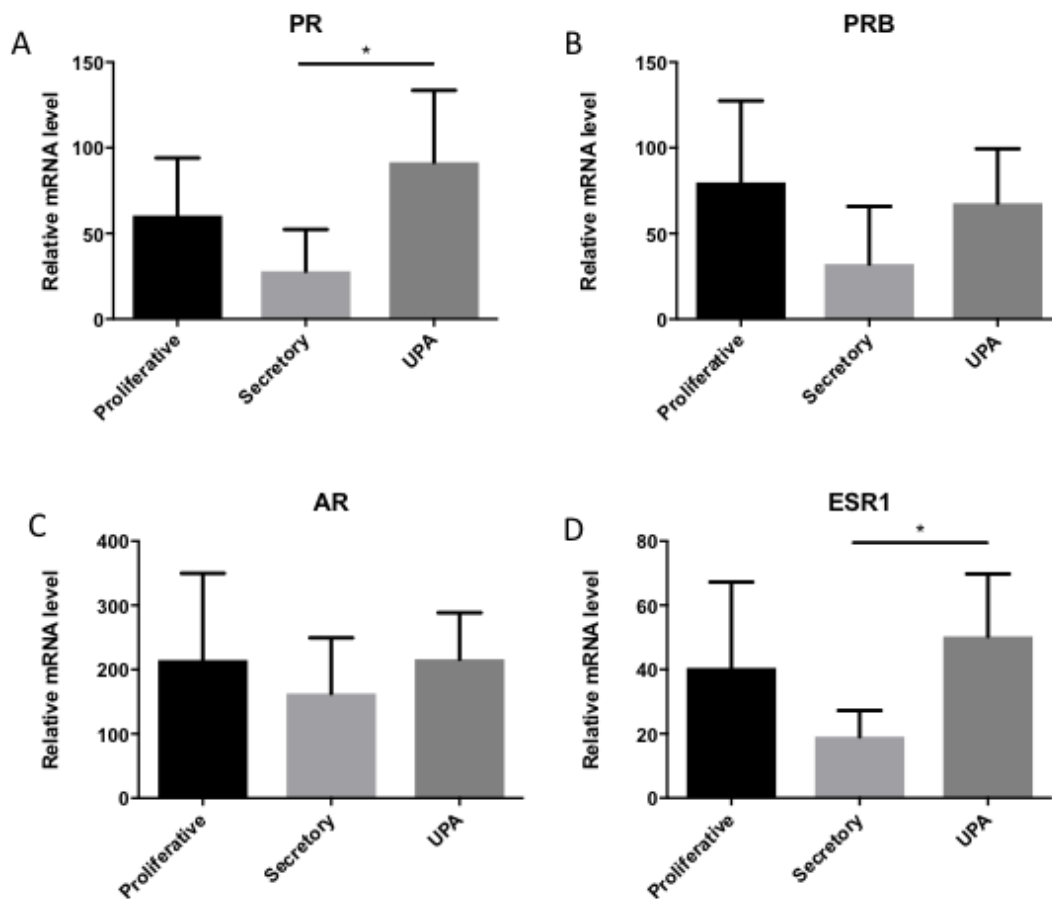 A
PR
*
Relative mRNA level
150
100
50
0
Proliferative
Secretory
UPA
B
PRB
Relative mRNA level
150
100
50
0
Proliferative
Secretory
UPA
C
AR
Relative mRNA level
400
300
200
100
0
Proliferative
Secretory
UPA
D
ESR1
*
Relative mRNA level
80
60
40
20
0
Proliferative
Secretory
UPA